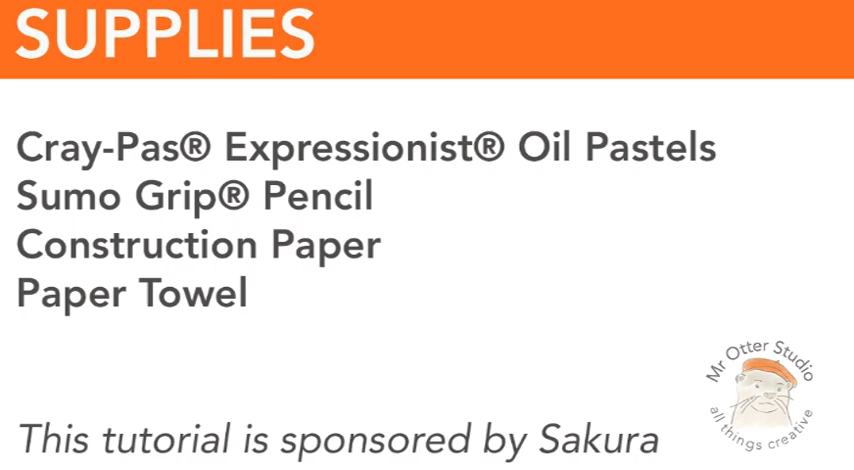 SUPPLIES
Cray-Pas® Expressionist® Oil Pastels
Sumo Grip® Pencil
Construction Paper
Paper Towel
Mr Otter Studio
all things creative
This tutorial is sponsored by Sakura